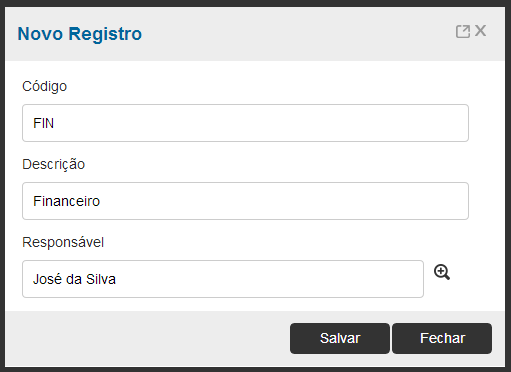 Novo Registro
Código
FIN
Descrição
Financeiro
Responsável
José da Silva
Salvar Fechar